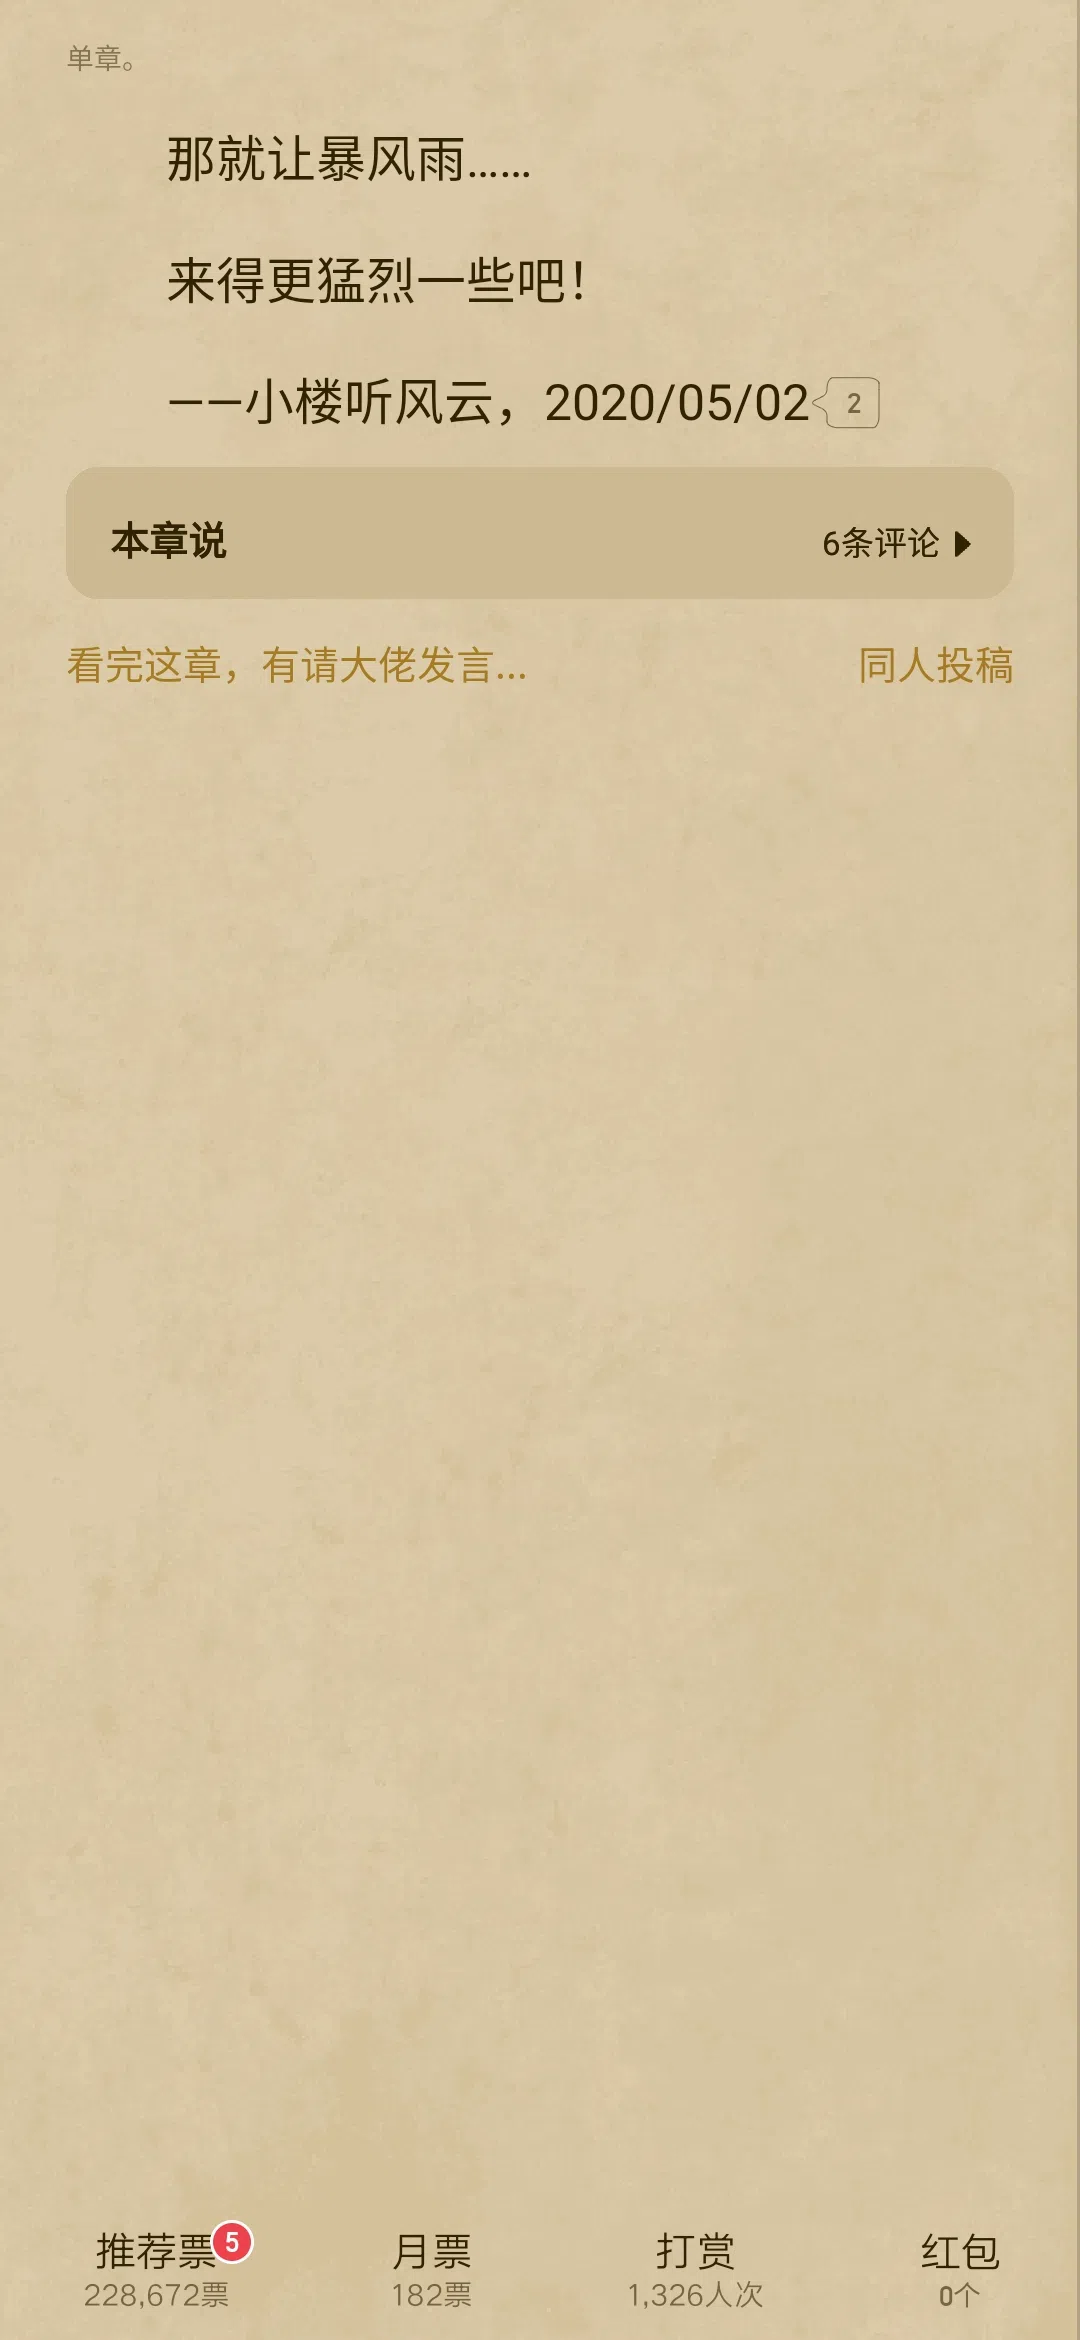 单章。
那就让暴风雨……
来得更猛烈一些吧！
——小楼听风云，2020/05/02 2
本章说 6条评论
看完这章，有请大佬发言... 同人投稿
推荐票 5 月票 打赏 红包
228,672票 182票 1,326人次 0个